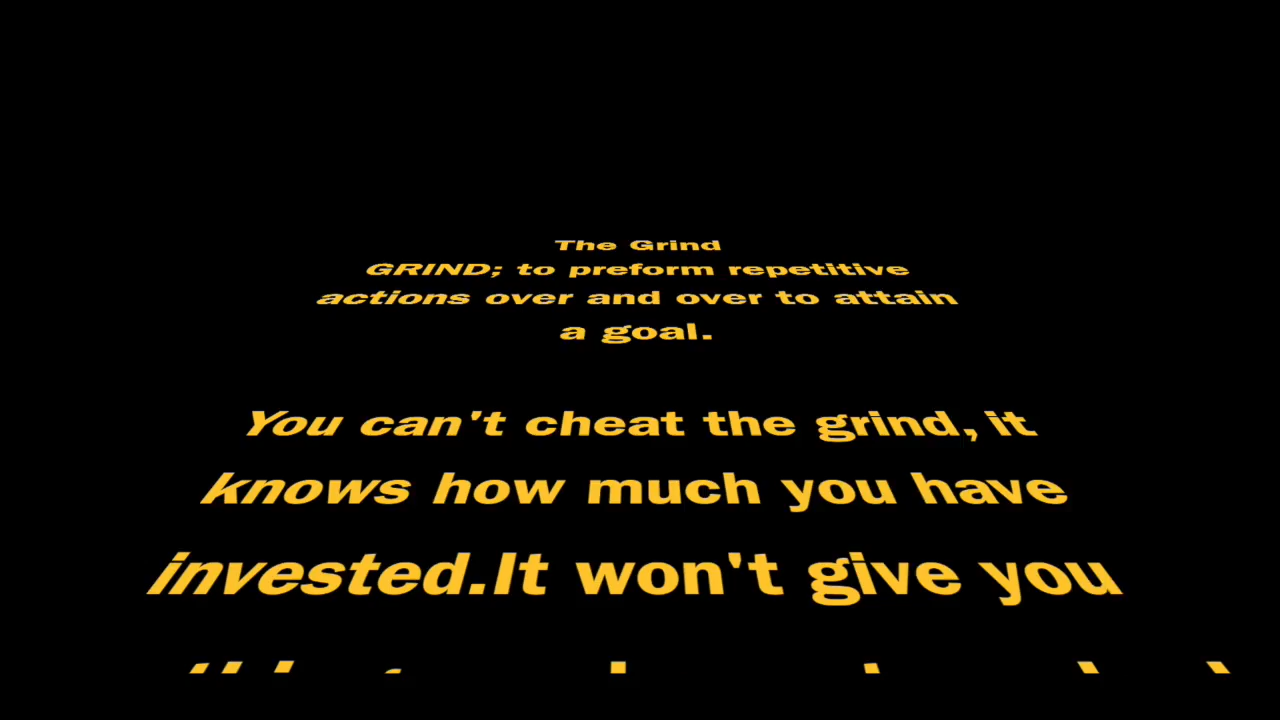 The Grind
GRIND; to preform repetitive
actions over and over to attain
a goal.
You can't cheat the grind, it
knows how much you have
invested.It won't give you